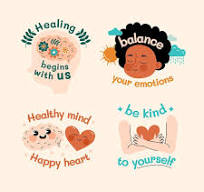 Healing
begins
with us
balance
your emotions
Healthy mind
Happy heart
be kind
to yourself